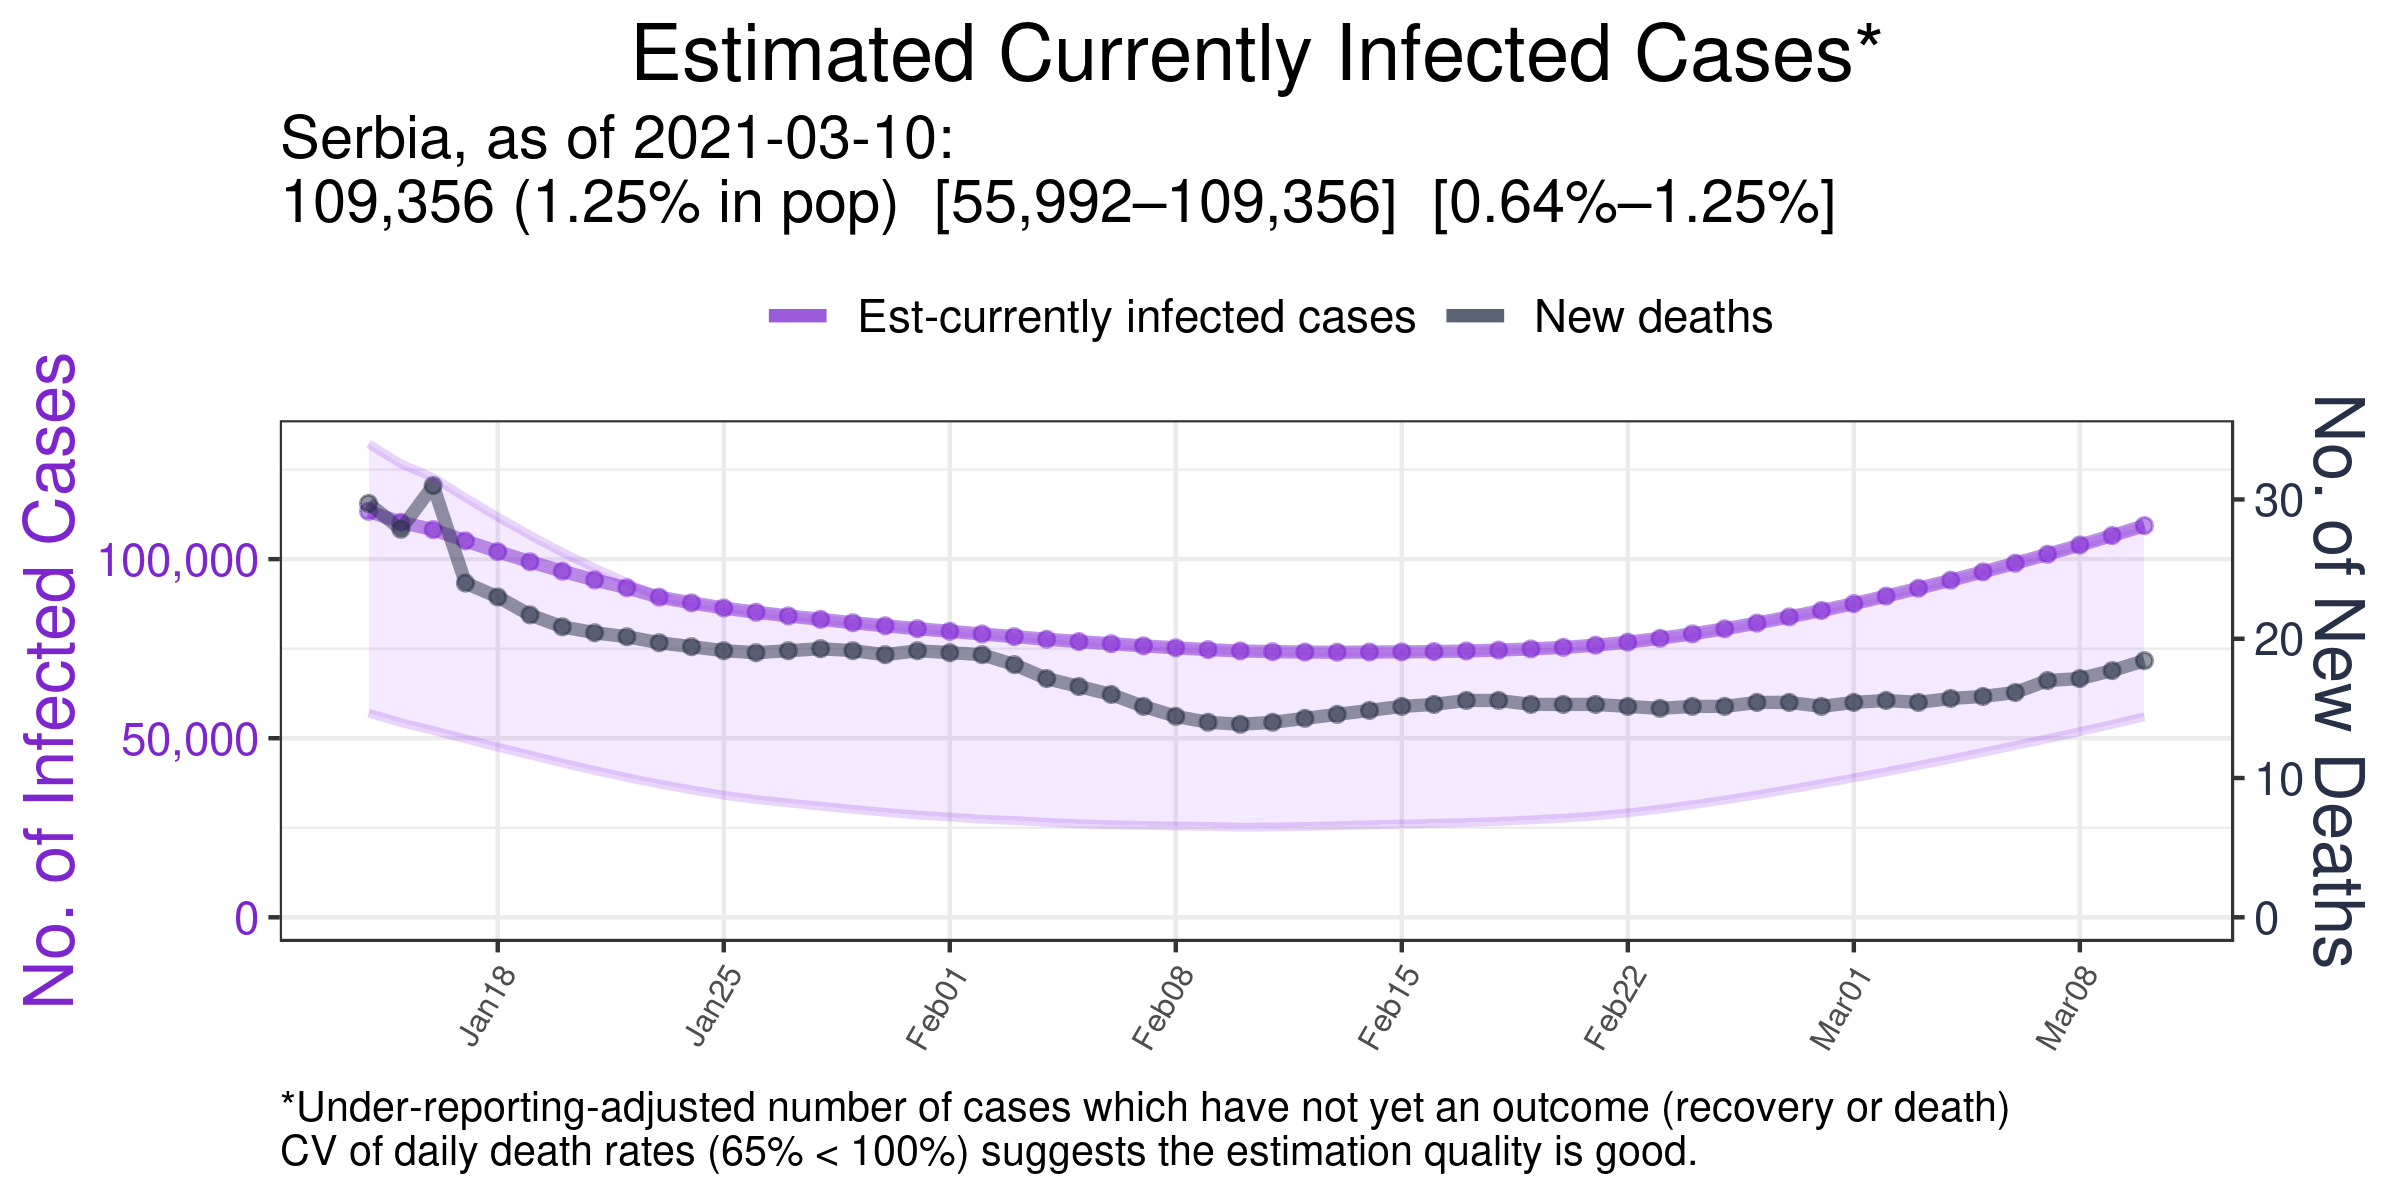 Estimated Currently Infected Cases*
Serbia, as of 2021-03-10:
109,356 (1.25% in pop)  [55,992–109,356]  [0.64%–1.25%]
Est-currently infected cases
New deaths
No. of Infected Cases
100,000
50,000
0
No. of New Deaths
30
20
10
0
Jan18
Jan25
Feb01
Feb08
Feb15
Feb22
Mar01
Mar08
*Under-reporting-adjusted number of cases which have not yet an outcome (recovery or death)
CV of daily death rates (65% < 100%) suggests the estimation quality is good.